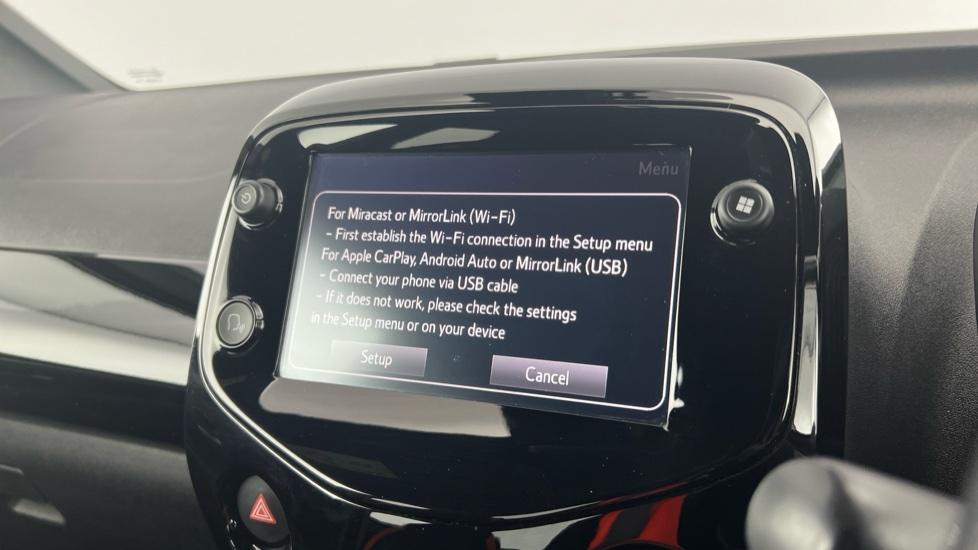 Menu
For Miracast or MirrorLink (Wi-Fi)
- First establish the Wi-Fi connection in the Setup menu
For Apple CarPlay, Android Auto or MirrorLink (USB)
- Connect your phone via USB cable
- If it does not work, please check the settings
in the Setup menu or on your device
Setup
Cancel